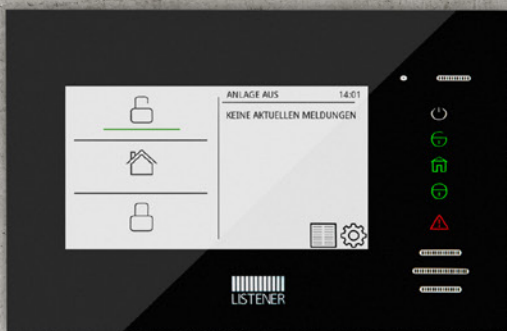 ANLAGE AUS 14:01
KEINE AKTUELLEN MELDUNGEN
LISTENER